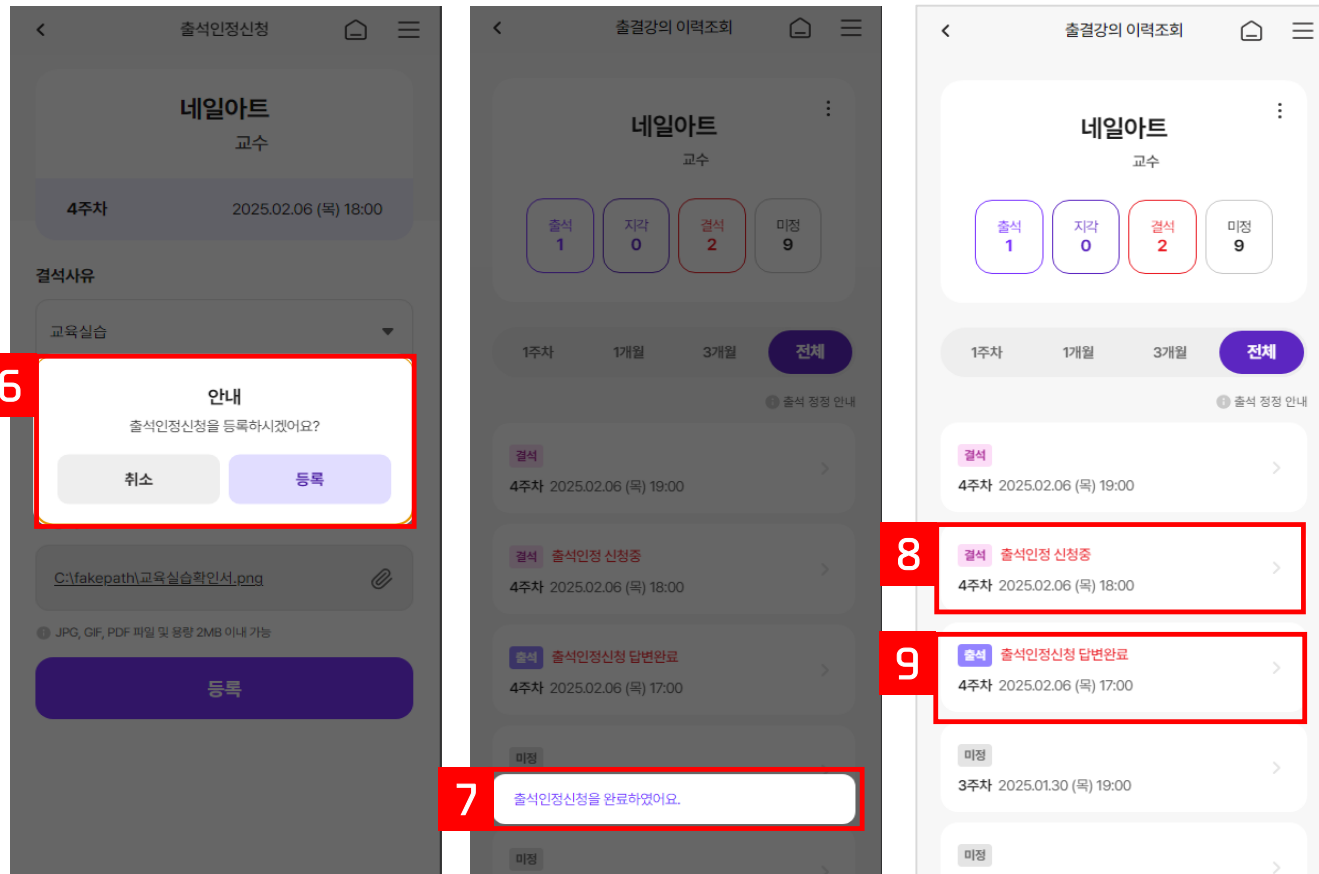 출석인정신청
네일아트
교수
4주차 2025.02.06 (목) 18:00
결석사유
교육실습
6
안내
출석인정신청을 등록하시겠어요?
취소 등록
C:\fakepath\교육실습확인서.png
JPG, GIF, PDF 파일 및 용량 2MB 이내 가능
등록
출결강의 이력조회
네일아트
교수
출석 지각 결석 미정
1 0 2 9
1주차 1개월 3개월 전체
출석 정정 안내
결석
4주차 2025.02.06 (목) 19:00
결석 출석인정 신청중
4주차 2025.02.06 (목) 18:00
출석 출석인정신청 답변완료
4주차 2025.02.06 (목) 17:00
미정
7
출석인정신청을 완료하였어요.
미정
출결강의 이력조회
네일아트
교수
출석 지각 결석 미정
1 0 2 9
1주차 1개월 3개월 전체
출석 정정 안내
결석
4주차 2025.02.06 (목) 19:00
8
결석 출석인정 신청중
4주차 2025.02.06 (목) 18:00
9
출석 출석인정신청 답변완료
4주차 2025.02.06 (목) 17:00
미정
3주차 2025.01.30 (목) 19:00
미정